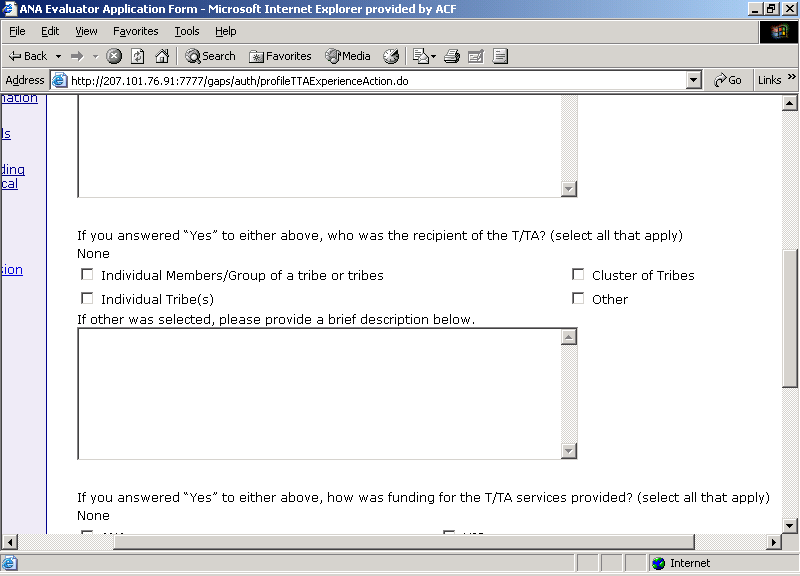 ANA Evaluator Application Form - Microsoft Internet Explorer provided by ACF
File Edit View Favorites Tools Help
Back Search Favorites Media
Address http://207.101.76.91:7777/gaps/auth/profileTTAExperienceAction.do Go Links »
nation
ls
ding
cal
sion
If you answered “Yes” to either above, who was the recipient of the T/TA? (select all that apply)
None
Individual Members/Group of a tribe or tribes Cluster of Tribes
Individual Tribe(s) Other
If other was selected, please provide a brief description below.
If you answered “Yes” to either above, how was funding for the T/TA services provided? (select all that apply)
None
Internet